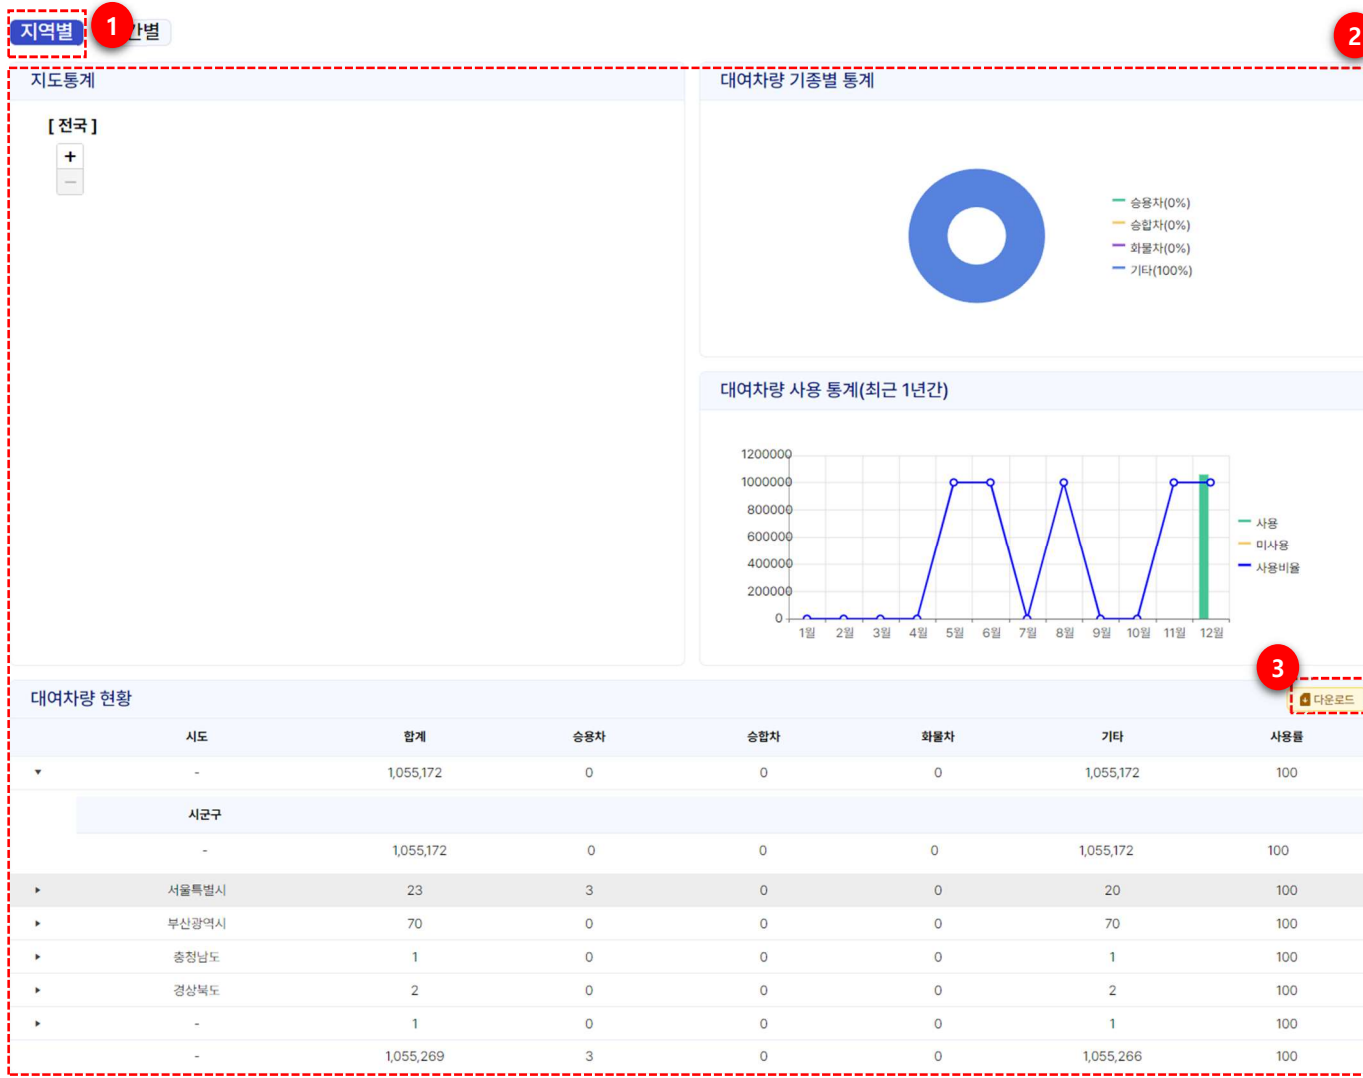 지역별 1 간별
2
지도통계
[ 전국 ]
+
−
대여차량 기종별 통계
승용차(0%)
승합차(0%)
화물차(0%)
기타(100%)
대여차량 사용 통계(최근 1년간)
1200000
1000000
800000
600000
400000
200000
0
1월 2월 3월 4월 5월 6월 7월 8월 9월 10월 11월 12월
사용
미사용
사용비율
3
대여차량 현황 다운로드
시도 합계 승용차 승합차 화물차 기타 사용률
- 1,055,172 0 0 0 1,055,172 100
시군구
- 1,055,172 0 0 0 1,055,172 100
서울특별시 23 3 0 0 20 100
부산광역시 70 0 0 0 70 100
충청남도 1 0 0 0 1 100
경상북도 2 0 0 0 2 100
- 1 0 0 0 1 100
- 1,055,269 3 0 0 1,055,266 100